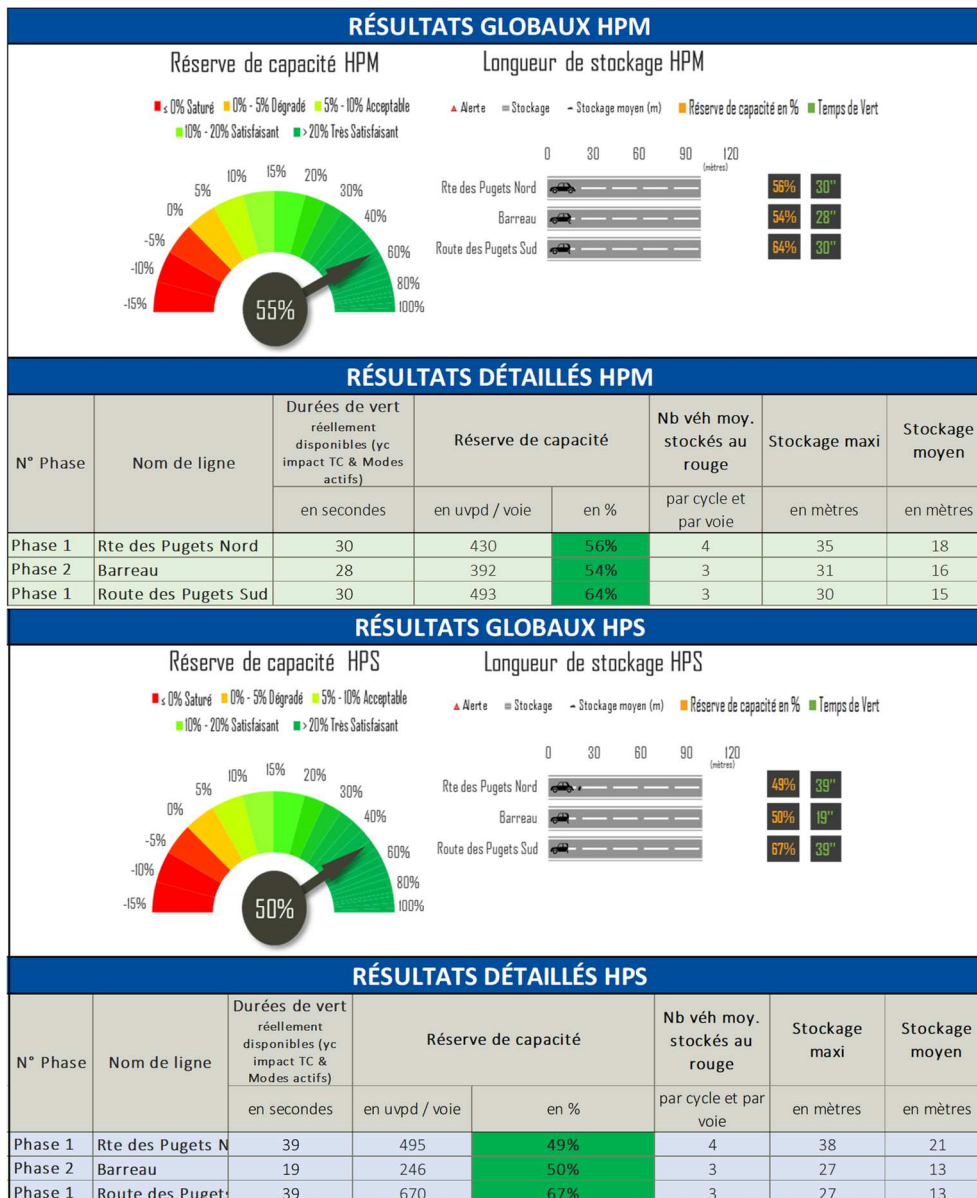 RÉSULTATS GLOBAUX HPM
Réserve de capacité HPM
≤ 0% Saturé 0% - 5% Dégradé 5% - 10% Acceptable
10% - 20% Satisfaisant > 20% Très Satisfaisant
-15%
-10%
-5%
0%
5%
10%
15%
20%
30%
40%
60%
80%
100%
55%
Longueur de stockage HPM
Alerte Stockage Stockage moyen (m) Réserve de capacité en % Temps de Vert
0 30 60 90 120
(mètres)
Rte des Pugets Nord 56% 30"
Barreau 54% 28"
Route des Pugets Sud 64% 30"
RÉSULTATS DÉTAILLÉS HPM
N° Phase
Nom de ligne
Durées de vert
réellement
disponibles (yc
impact TC & Modes
actifs)
Réserve de capacité
Nb véh moy.
stockés au
rouge
Stockage maxi
Stockage
moyen
en secondes
en uvpd / voie
en %
par cycle et
par voie
en mètres
en mètres
Phase 1 Rte des Pugets Nord 30 430 56% 4 35 18
Phase 2 Barreau 28 392 54% 3 31 16
Phase 1 Route des Pugets Sud 30 493 64% 3 30 15
RÉSULTATS GLOBAUX HPS
Réserve de capacité HPS
≤ 0% Saturé 0% - 5% Dégradé 5% - 10% Acceptable
10% - 20% Satisfaisant > 20% Très Satisfaisant
-15%
-10%
-5%
0%
5%
10%
15%
20%
30%
40%
60%
80%
100%
50%
Longueur de stockage HPS
Alerte Stockage Stockage moyen (m) Réserve de capacité en % Temps de Vert
0 30 60 90 120
(mètres)
Rte des Pugets Nord 49% 39"
Barreau 50% 19"
Route des Pugets Sud 67% 39"
RÉSULTATS DÉTAILLÉS HPS
N° Phase
Nom de ligne
Durées de vert
réellement
disponibles (yc
impact TC &
Modes actifs)
Réserve de capacité
Nb véh moy.
stockés au
rouge
Stockage
maxi
Stockage
moyen
en secondes
en uvpd / voie
en %
par cycle et par
voie
en mètres
en mètres
Phase 1 Rte des Pugets N 39 495 49% 4 38 21
Phase 2 Barreau 19 246 50% 3 27 13
Phase 1 Route des Pugets 39 670 67% 3 27 13